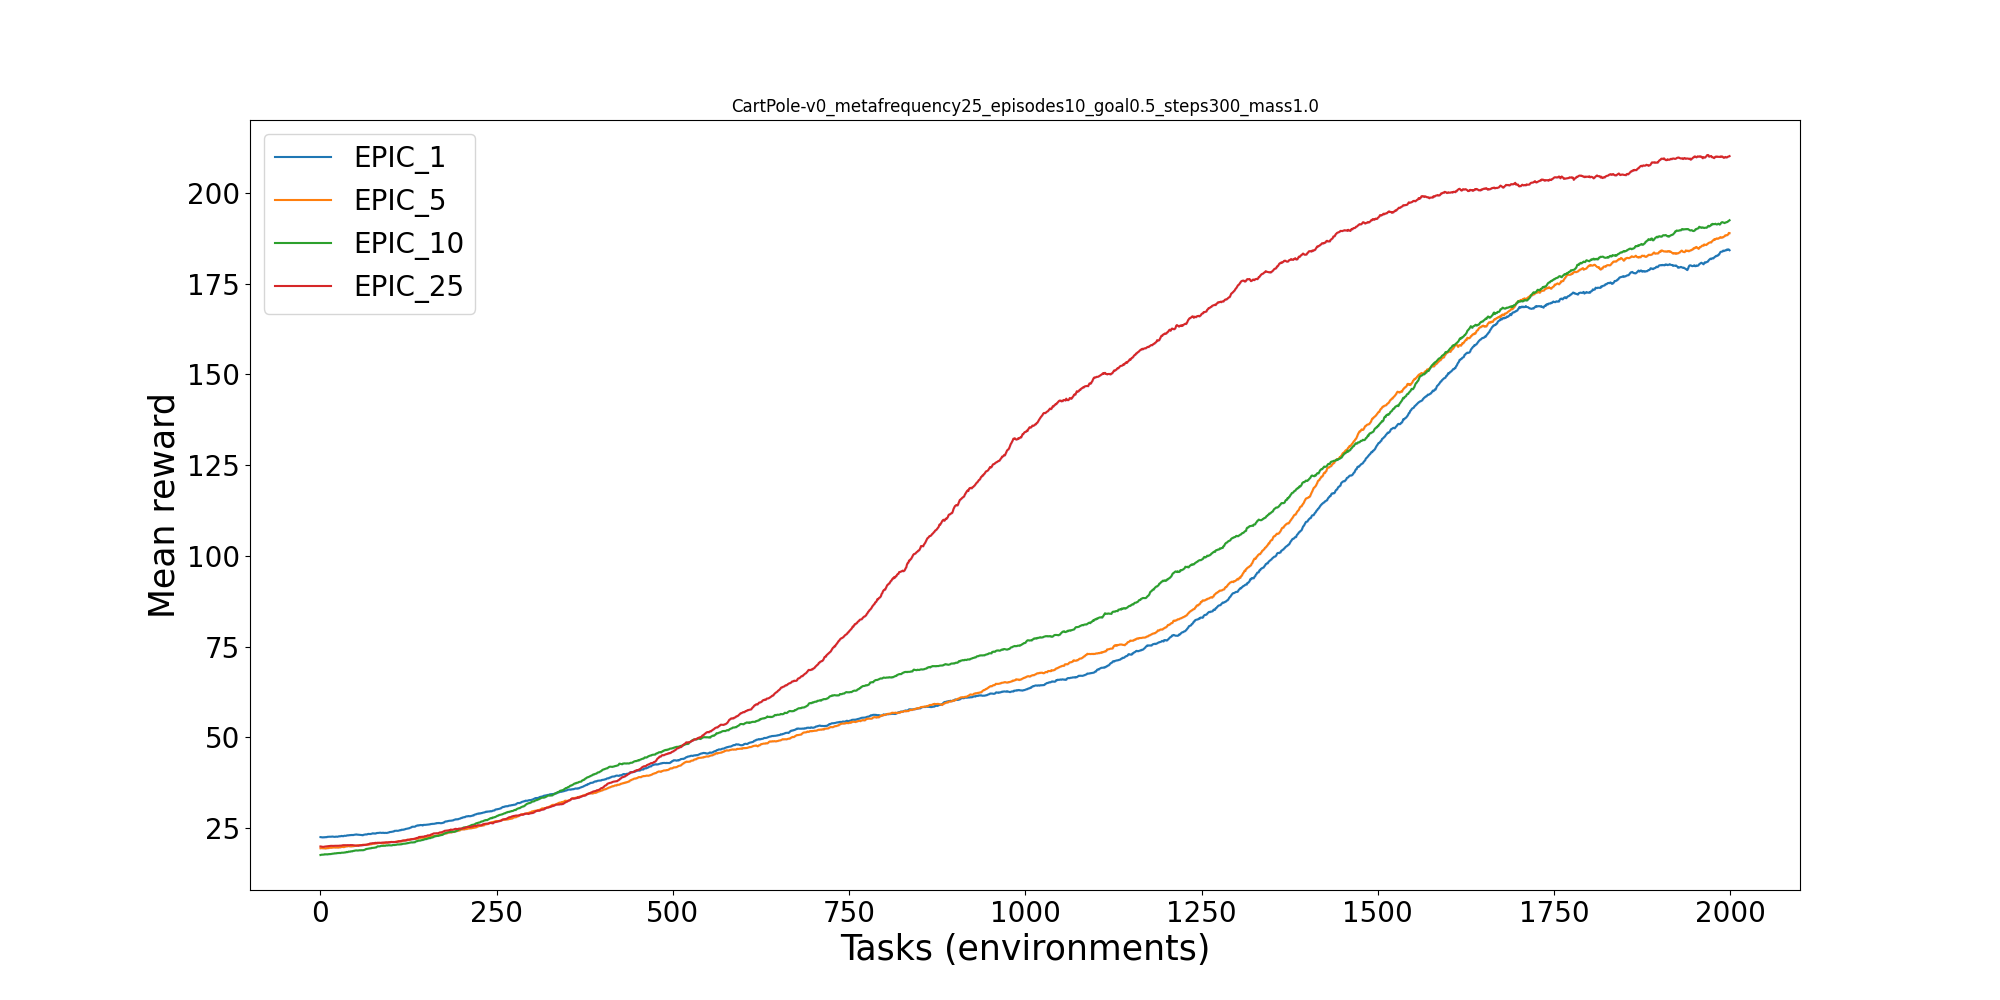 CartPole-v0_metafrequency25_episodes10_goal0.5_steps300_mass1.0
EPIC_1
EPIC_5
EPIC_10
EPIC_25
200
175
150
125
100
75
50
25
Mean reward
0 250 500 750 1000 1250 1500 1750 2000
Tasks (environments)